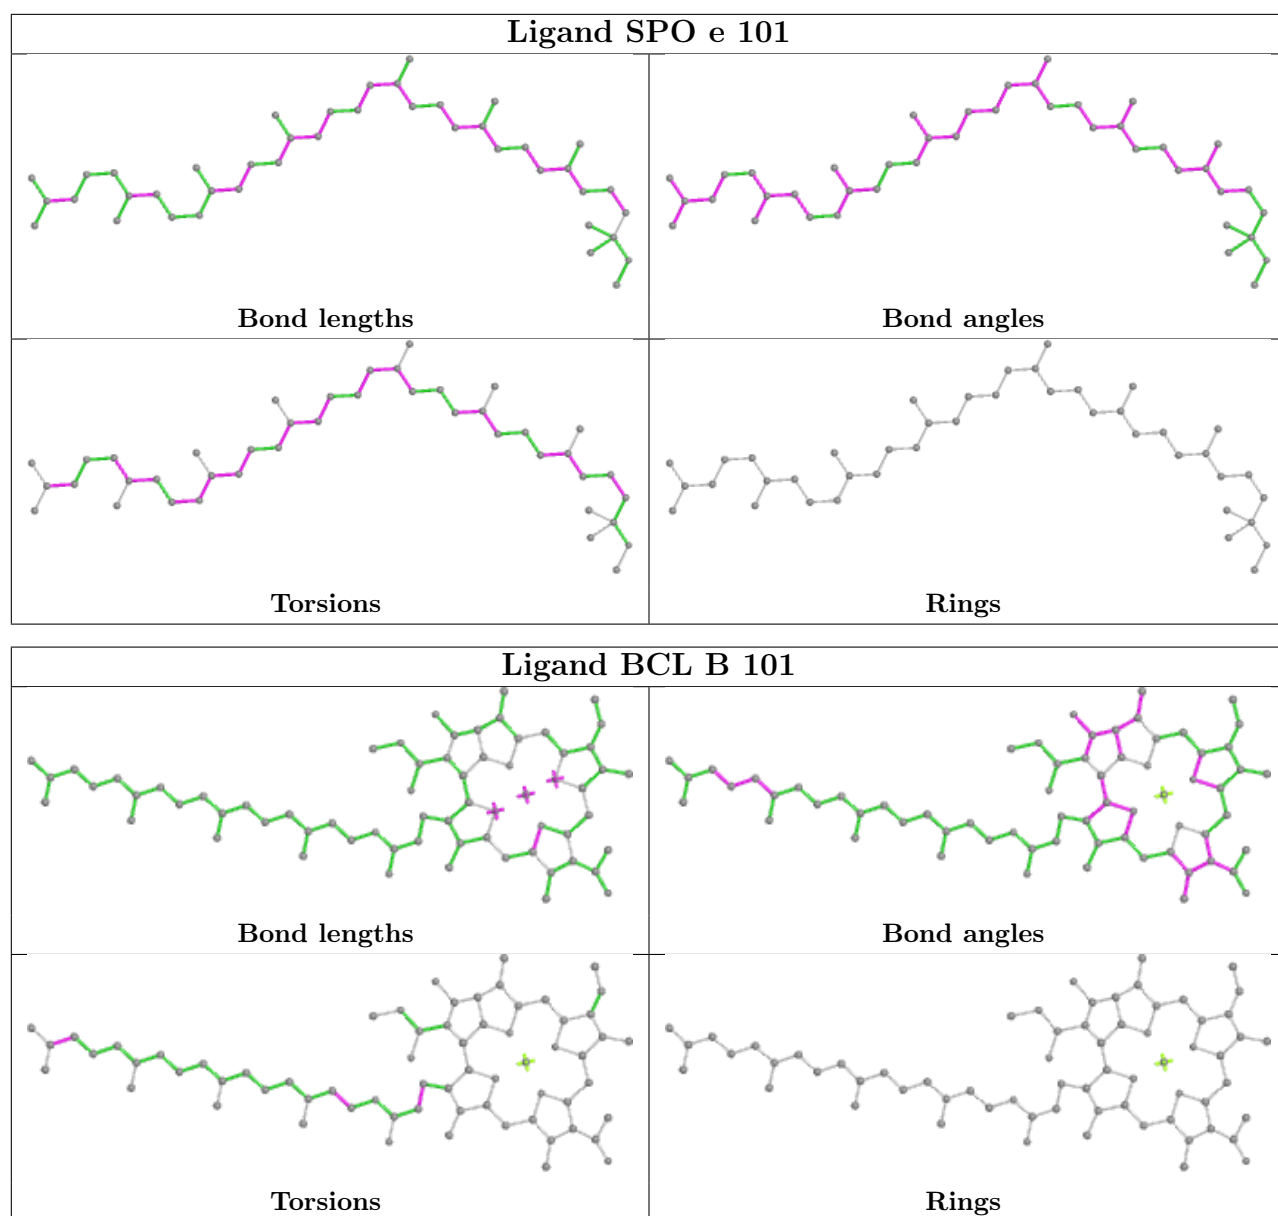 Ligand SPO e 101
Bond lengths
Bond angles
Torsions
Rings
Ligand BCL B 101
Bond lengths
Bond angles
Torsions
Rings